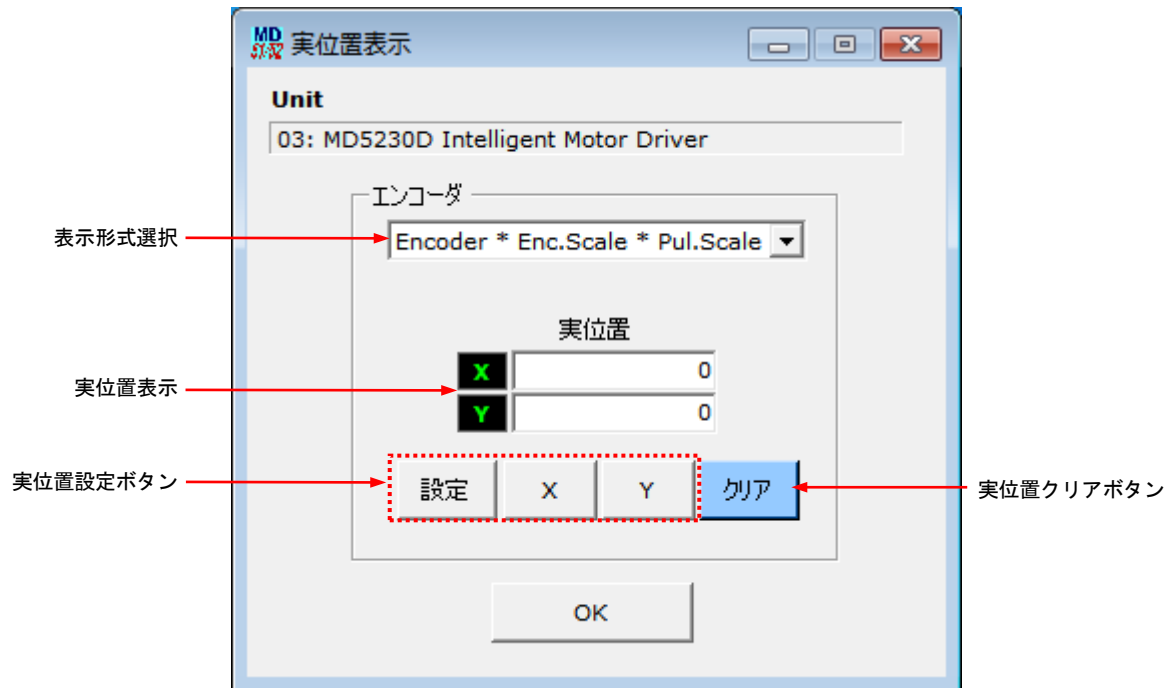 MD
51/52
実位置表示
Unit
03: MD5230D Intelligent Motor Driver
エンコーダ
表示形式選択
Encoder * Enc.Scale * Pul.Scale
実位置
実位置表示
X 0
Y 0
実位置設定ボタン
設定 X Y クリア
実位置クリアボタン
OK